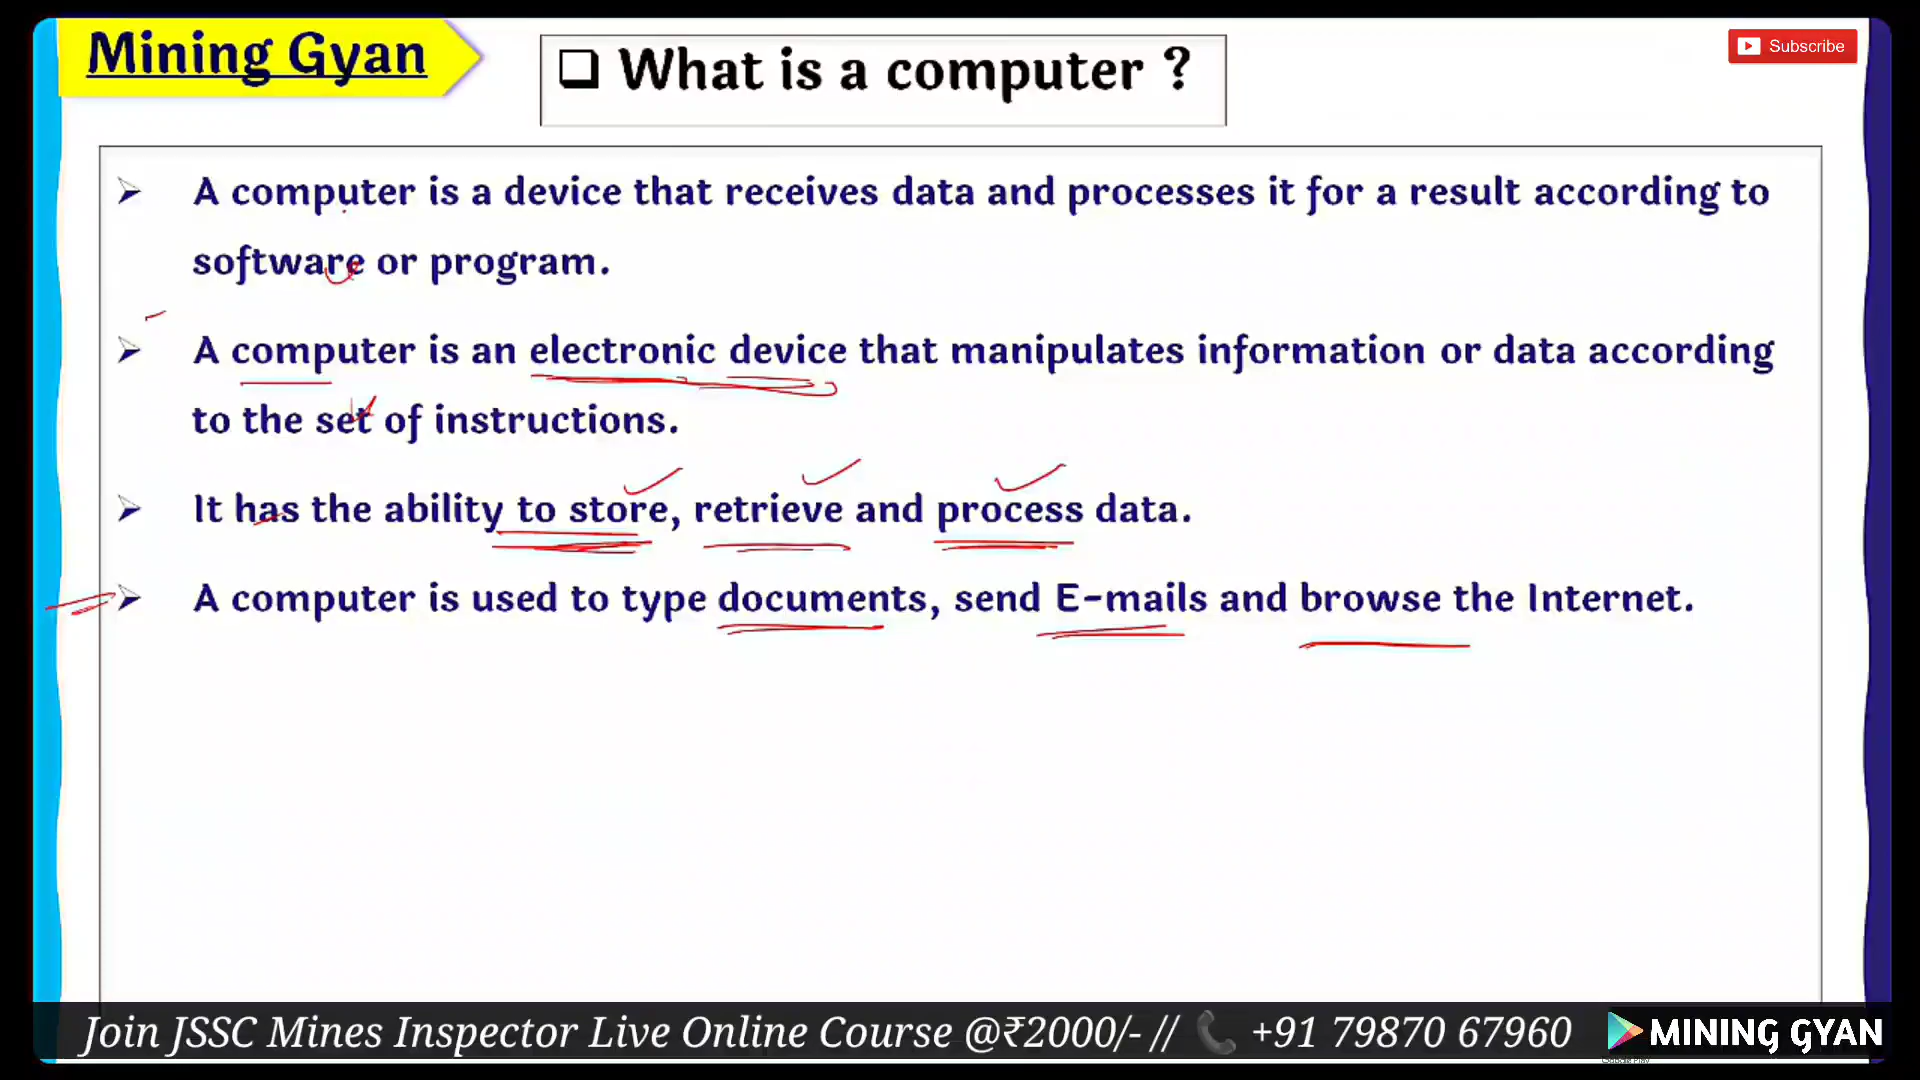 Mining Gyan
❑ What is a computer ?
Subscribe
➢ A computer is a device that receives data and processes it for a result according to
software or program.
➢ A computer is an electronic device that manipulates information or data according
to the set of instructions.
➢ It has the ability to store, retrieve and process data.
➢ A computer is used to type documents, send E-mails and browse the Internet.
Join JSSC Mines Inspector Live Online Course @₹2000/- // 📞 +91 79870 67960
MINING GYAN
Google Play